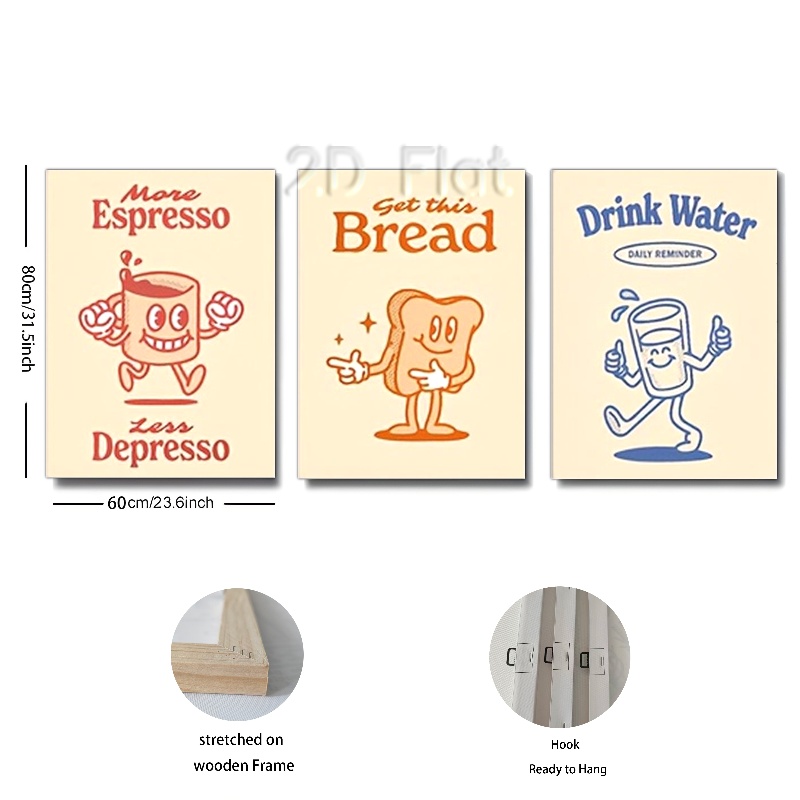 2D Flat
More
Espresso
Less
Depresso
Get this
Bread
Drink Water
DAILY REMINDER
80cm/31.5inch
60cm/23.6inch
stretched on
wooden Frame
Hook
Ready to Hang